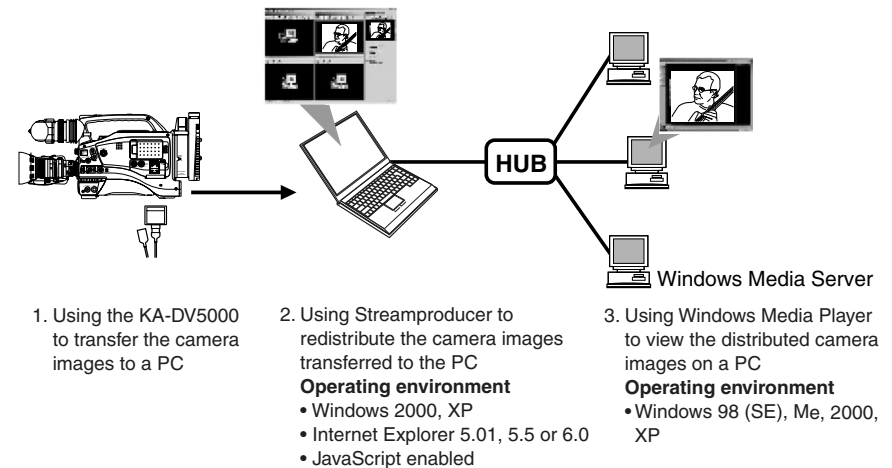 HUB
Windows Media Server
1. Using the KA-DV5000
to transfer the camera
images to a PC
2. Using Streamproducer to
redistribute the camera images
transferred to the PC
Operating environment
• Windows 2000, XP
• Internet Explorer 5.01, 5.5 or 6.0
• JavaScript enabled
3. Using Windows Media Player
to view the distributed camera
images on a PC
Operating environment
• Windows 98 (SE), Me, 2000,
XP